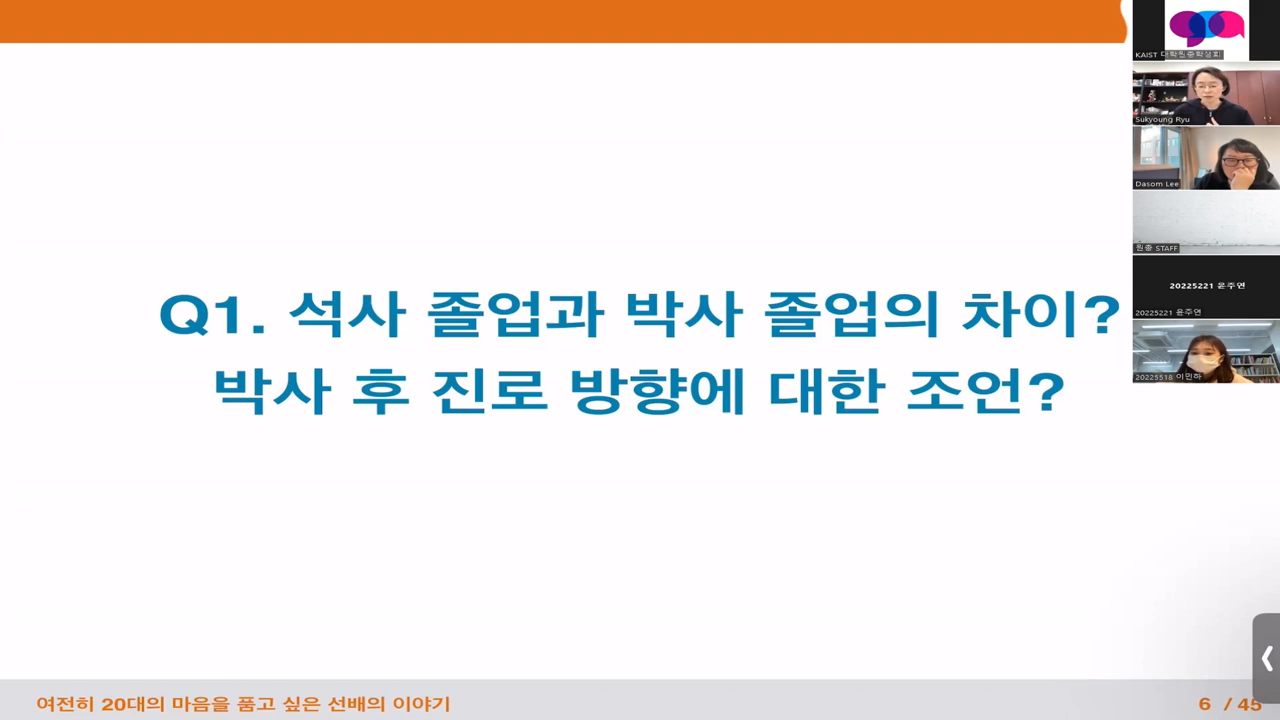 Q1. 석사 졸업과 박사 졸업의 차이?
박사 후 진로 방향에 대한 조언?
여전히 20대의 마음을 품고 싶은 선배의 이야기
6 / 45
KAIST 대학원총학생회
Sukyoung Ryu
Dasom Lee
원총 STAFF
20225221 윤주연
20225221 윤주연
20225518 이민하